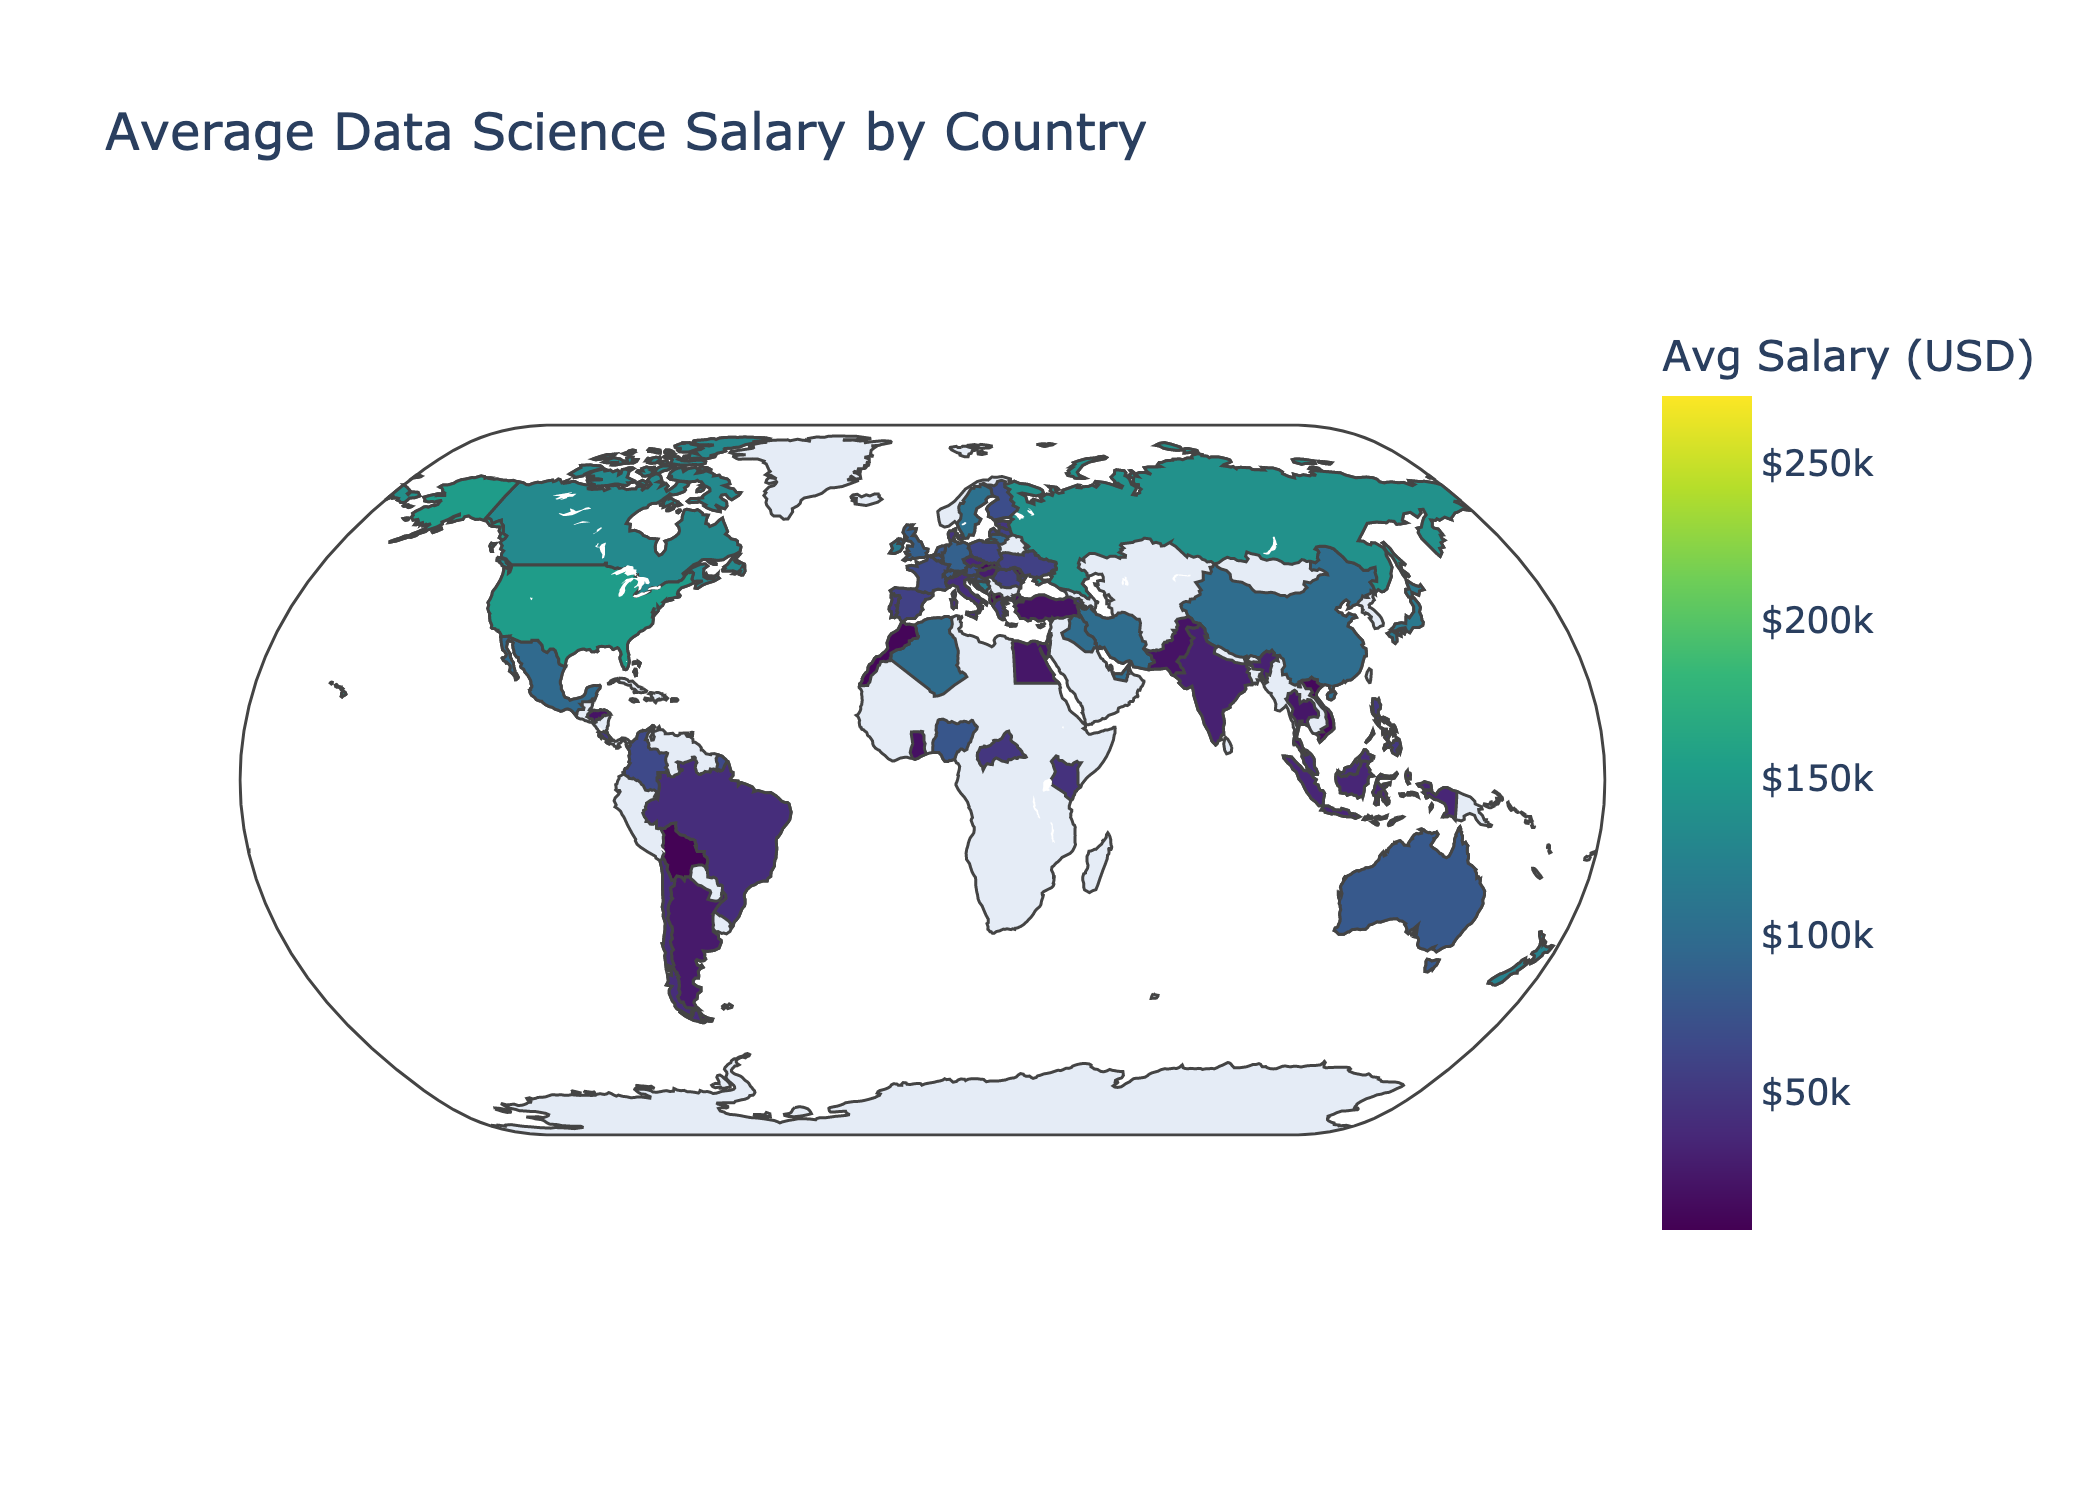 Average Data Science Salary by Country
Avg Salary (USD)
$250k
$200k
$150k
$100k
$50k